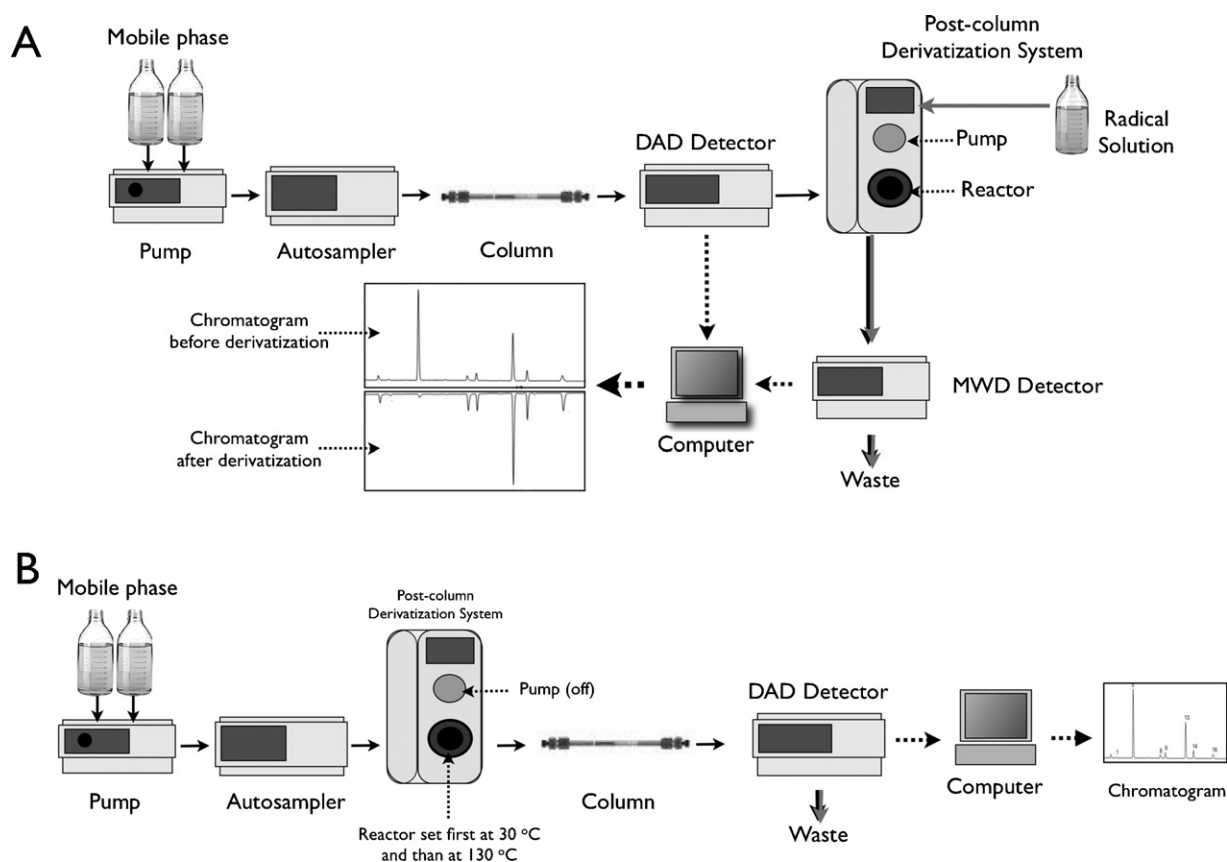 A
Mobile phase
Post-column
Derivatization System
DAD Detector
Pump
Radical
Solution
Reactor
Pump
Autosampler
Column
Chromatogram
before derivatization
MWD Detector
Computer
Chromatogram
after derivatization
Waste
B
Mobile phase
Post-column
Derivatization System
Pump (off)
DAD Detector
13
14
Pump
Autosampler
Column
Computer
Chromatogram
Waste
Reactor set first at 30 °C
and than at 130 °C